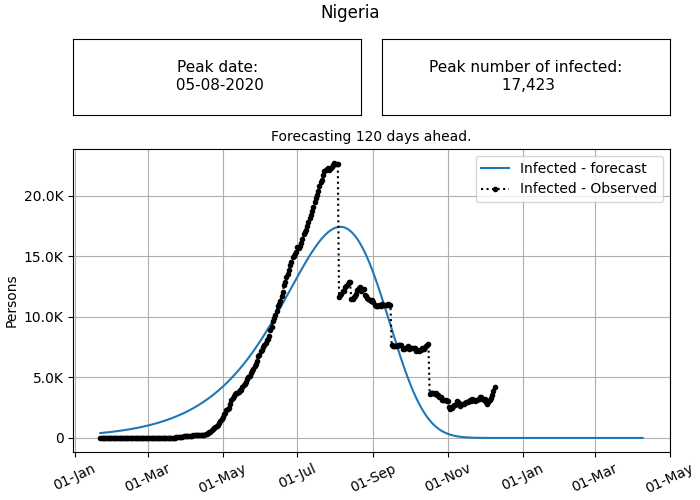 Nigeria
Peak date:
05-08-2020
Peak number of infected:
17,423
Forecasting 120 days ahead.
Infected - forecast
Infected - Observed
Persons
20.0K
15.0K
10.0K
5.0K
0
01-Jan
01-Mar
01-May
01-Jul
01-Sep
01-Nov
01-Jan
01-Mar
01-May